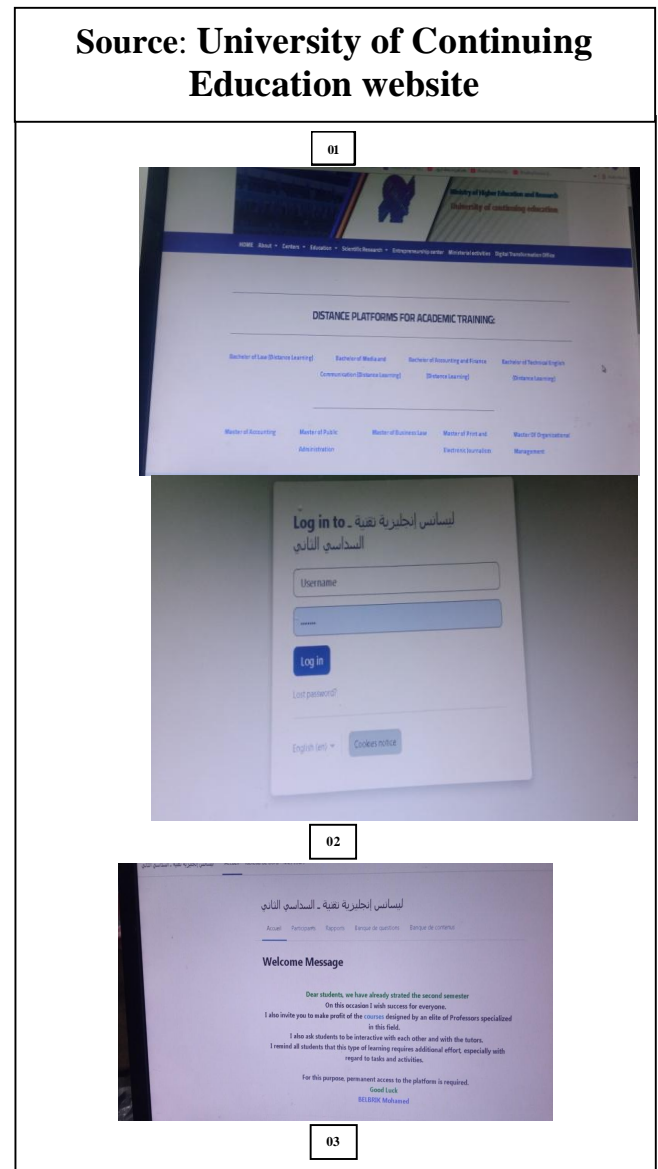 Source: University of Continuing
Education website
01
Ministry of Higher Education and Research
University of continuing education
HOME About Centers Education Scientific Research Entrepreneurship center Ministerial activities Digital Transformation Office
DISTANCE PLATFORMS FOR ACADEMIC TRAINING:
Bachelor of Law (Distance Learning) Bachelor of Media and Bachelor of Accounting and Finance Bachelor of Technical English
Communication (Distance Learning) (Distance Learning) (Distance Learning)
Master of Accounting Master of Public Master of Business Law Master of Print and Master Of Organizational
Administration Electronic Journalism Management
Log in to ليسانس إنجليزية تقنية ـ
السداسي الثاني
Username
Log in
Lost password?
English (en) Cookies notice
02
ليسانس إنجليزية تقنية ـ السداسي الثاني
Accueil Participants Rapports Banque de questions Banque de contenus
Welcome Message
Dear students, we have already strated the second semester
On this occasion I wish success for everyone.
I also invite you to make profit of the courses designed by an elite of Professors specialized
in this field.
I also ask students to be interactive with each other and with the tutors.
I remind all students that this type of learning requires additional effort, especially with
regard to tasks and activities.
For this purpose, permanent access to the platform is required.
Good Luck
BELBRIK Mohamed
03